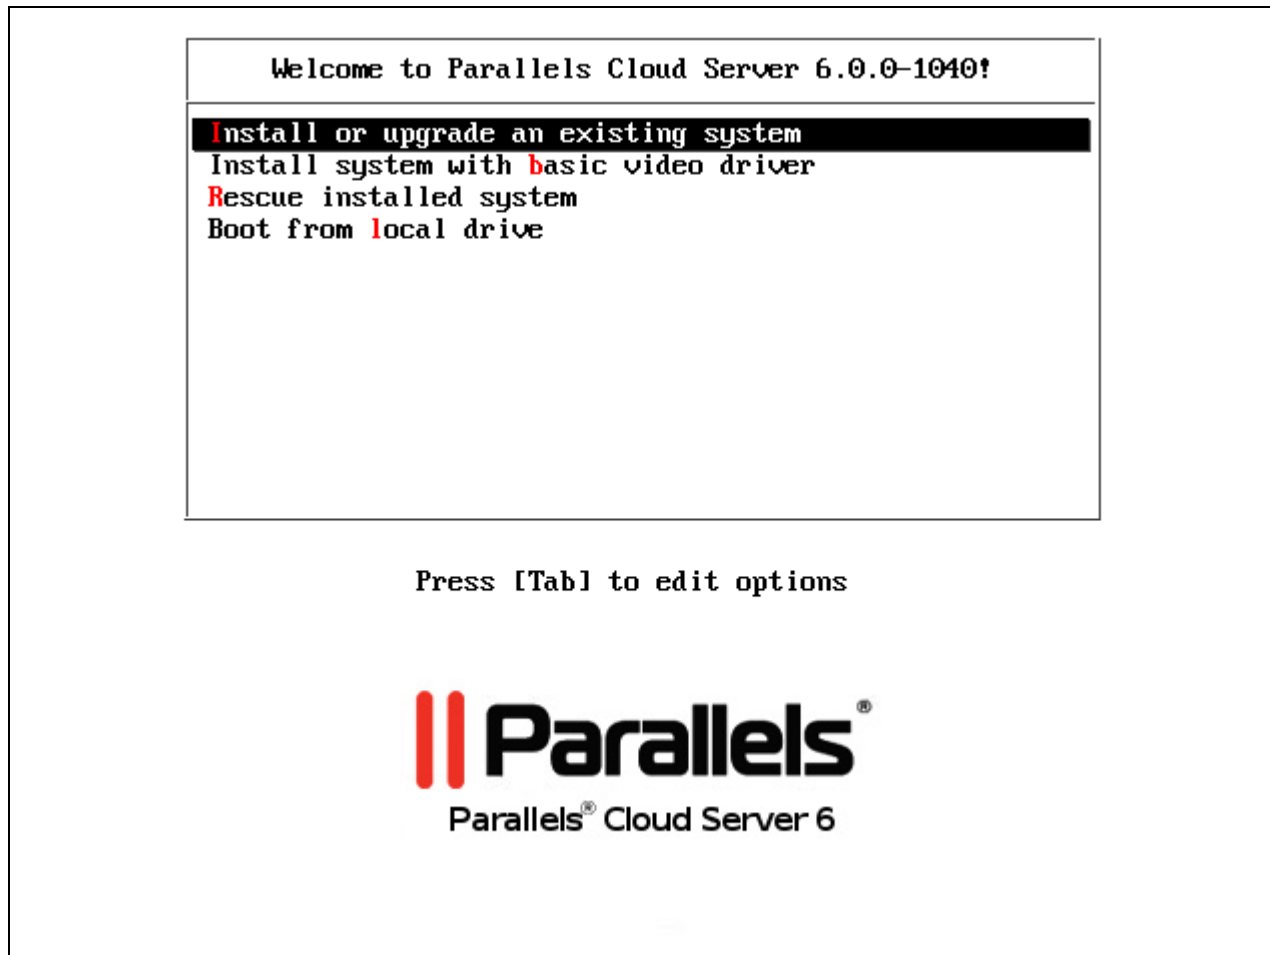 Welcome to Parallels Cloud Server 6.0.0-1040!
Install or upgrade an existing system
Install system with basic video driver
Rescue installed system
Boot from local drive
Press [Tab] to edit options
Parallels®
Parallels® Cloud Server 6